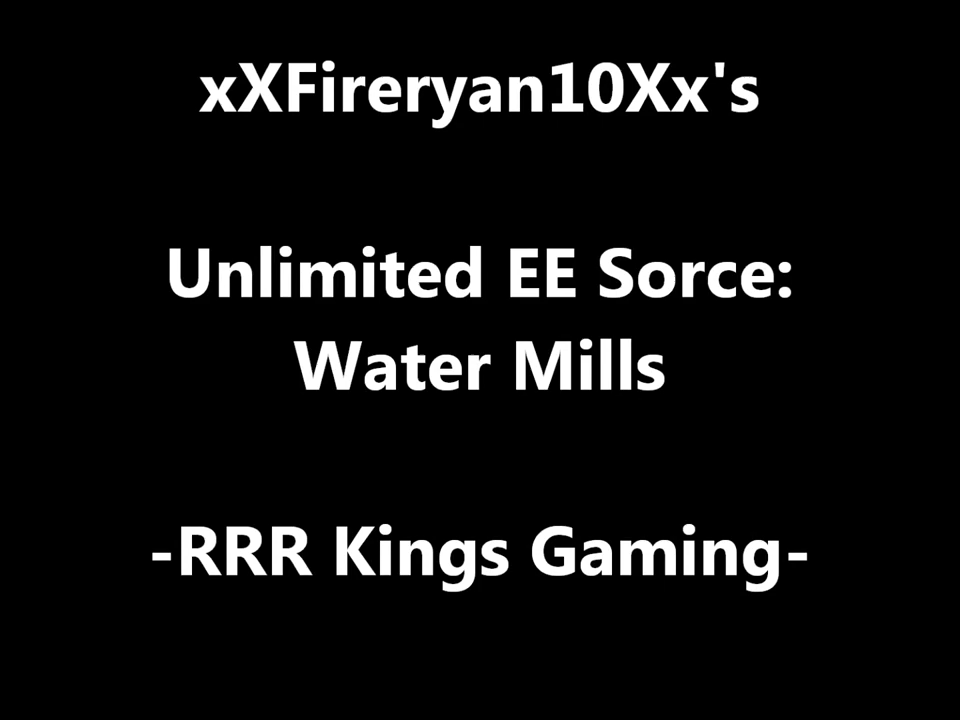 xXFireryan10Xx's
Unlimited EE Sorce:
Water Mills
-RRR Kings Gaming-